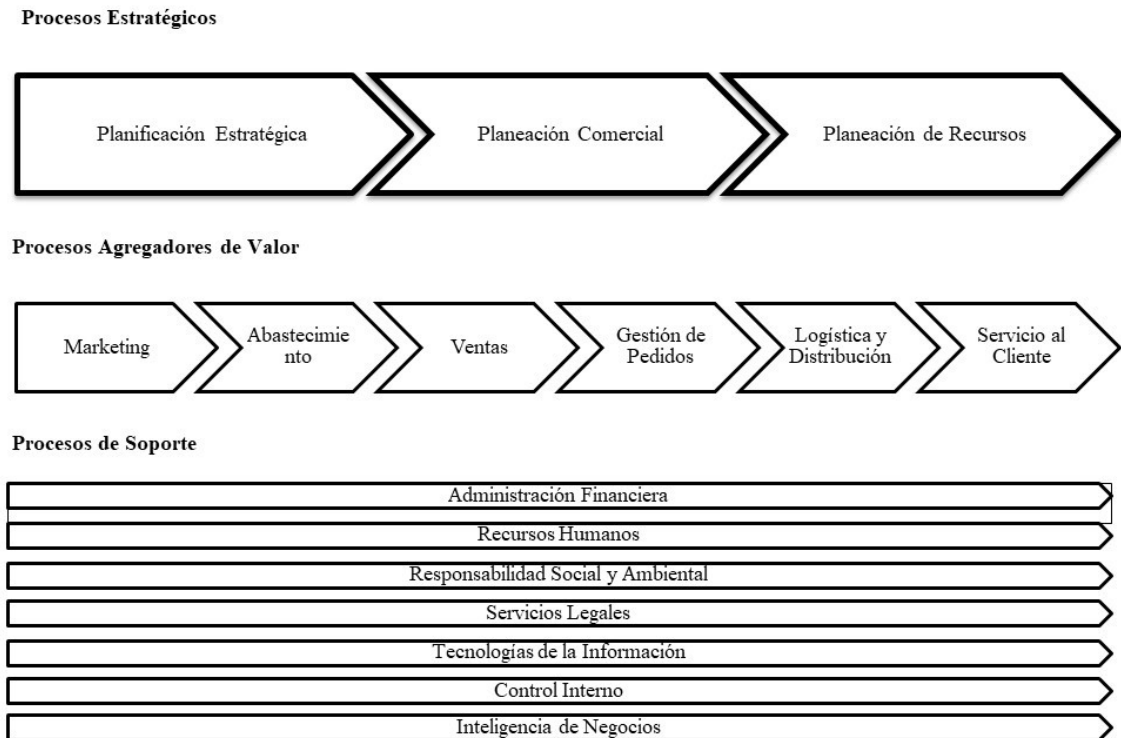 Procesos Estratégicos
Planificación Estratégica
Planeación Comercial
Planeación de Recursos
Procesos Agregadores de Valor
Marketing
Abastecimie
nto
Ventas
Gestión de
Pedidos
Logística y
Distribución
Servicio al
Cliente
Procesos de Soporte
Administración Financiera
Recursos Humanos
Responsabilidad Social y Ambiental
Servicios Legales
Tecnologías de la Información
Control Interno
Inteligencia de Negocios